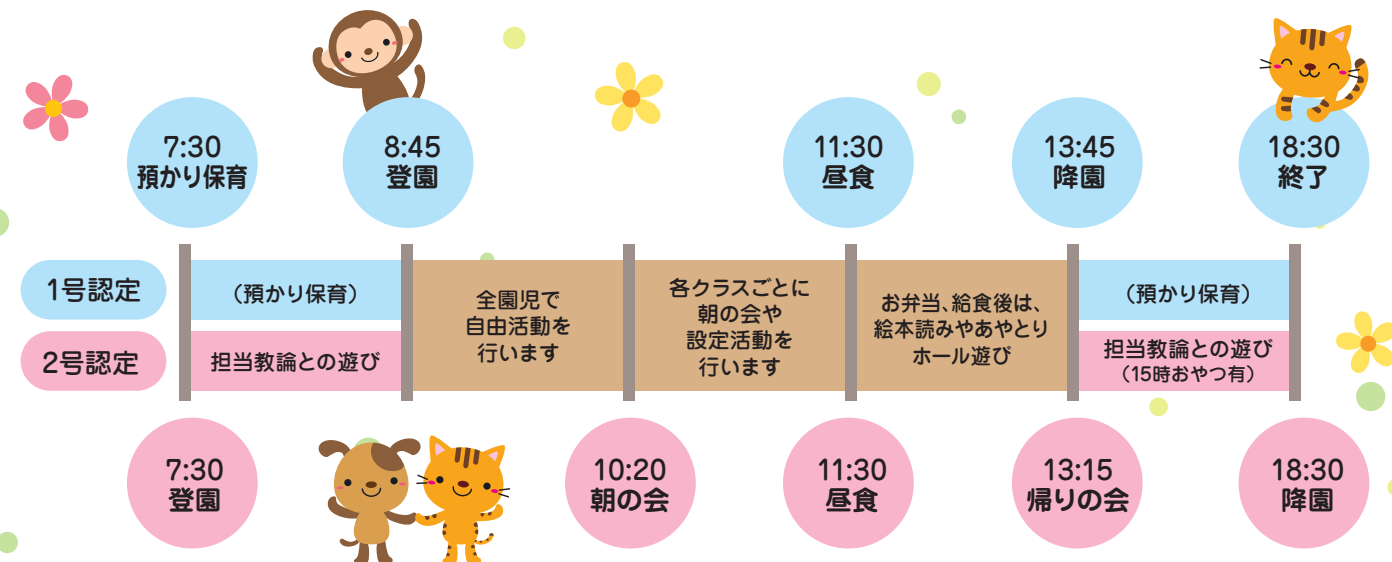 7:30
預かり保育
8:45
登園
11:30
昼食
13:45
降園
18:30
終了
1号認定
（預かり保育）
2号認定
担当教論との遊び
全園児で
自由活動を
行います
各クラスごとに
朝の会や
設定活動を
行います
お弁当、給食後は、
絵本読みやあやとり
ホール遊び
（預かり保育）
担当教論との遊び
（15時おやつ有）
7:30
登園
10:20
朝の会
11:30
昼食
13:15
帰りの会
18:30
降園